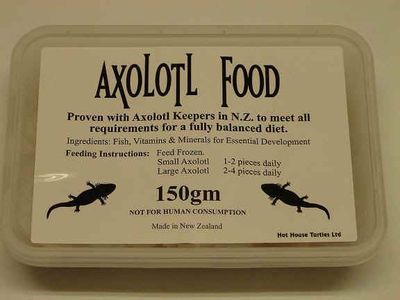 AXOLOTL FOOD
Proven with Axolotl Keepers in N.Z. to meet all
requirements for a fully balanced diet.
Ingredients: Fish, Vitamins & Minerals for Essential Development
Feeding Instructions: Feed Frozen.
Small Axolotl 1-2 pieces daily
Large Axolotl 2-4 pieces daily
150gm
NOT FOR HUMAN CONSUMPTION
Made in New Zealand
Hot House Turtles Ltd